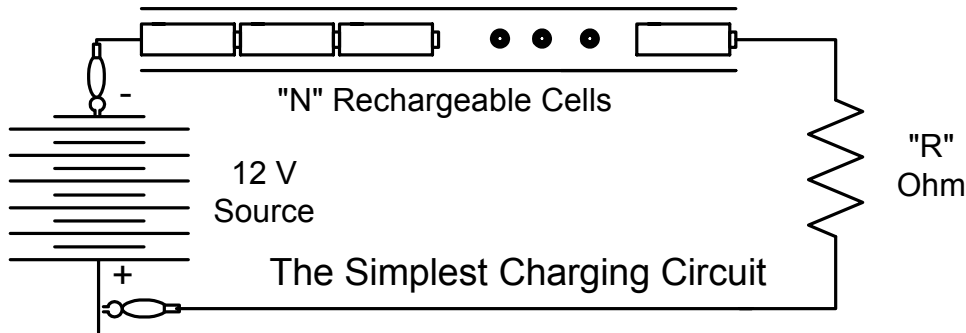 -
"N" Rechargeable Cells
12 V
Source
"R"
Ohm
+
The Simplest Charging Circuit